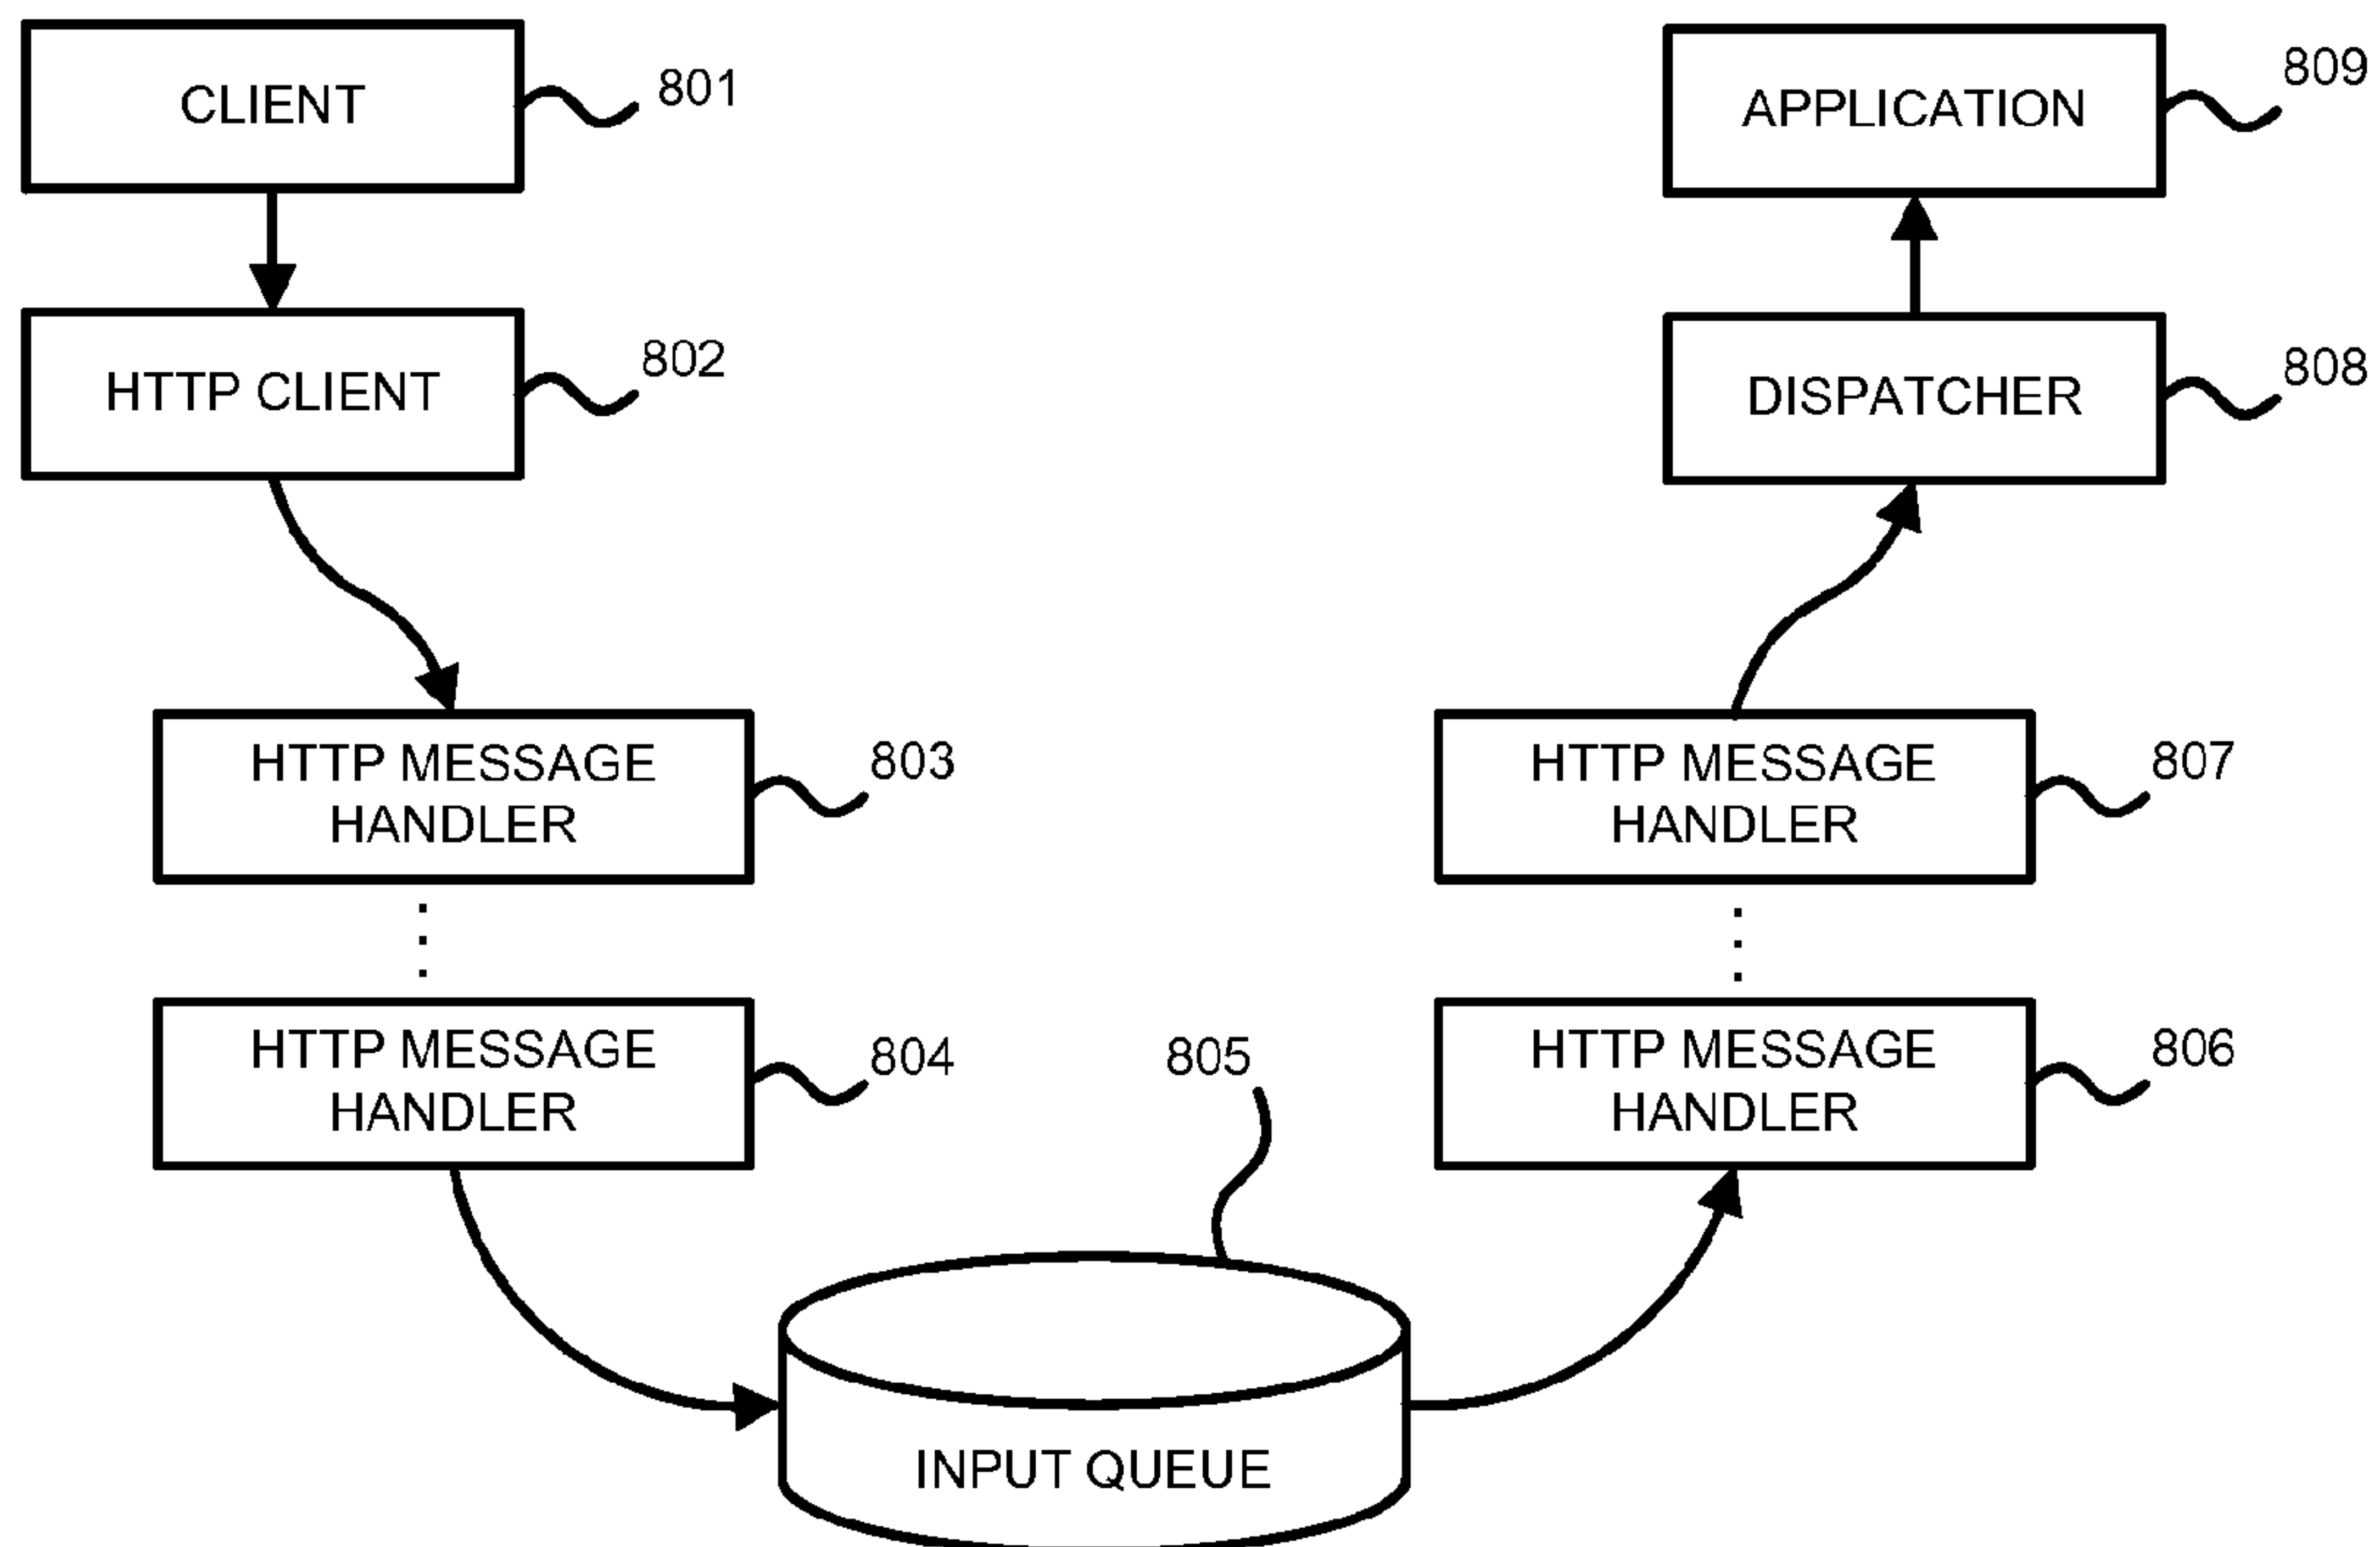 CLIENT
801
HTTP CLIENT
802
HTTP MESSAGE
HANDLER
803
HTTP MESSAGE
HANDLER
804
805
INPUT QUEUE
APPLICATION
809
DISPATCHER
808
HTTP MESSAGE
HANDLER
807
HTTP MESSAGE
HANDLER
806